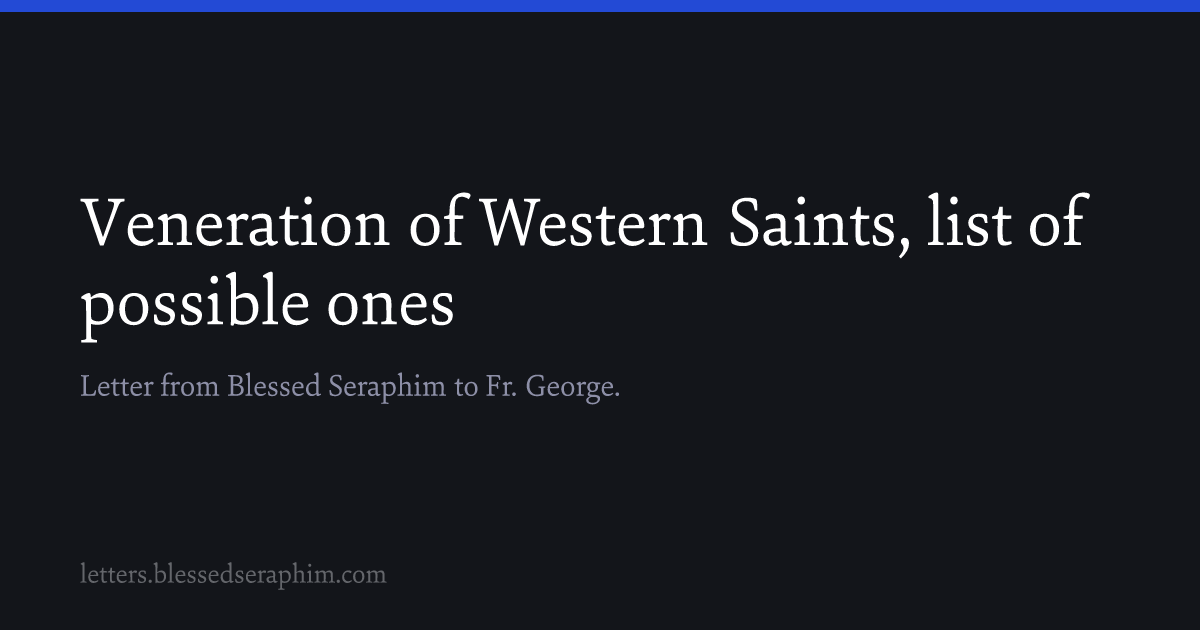 Veneration of Western Saints, list of
possible ones
Letter from Blessed Seraphim to Fr. George.
letters.blessedseraphim.com